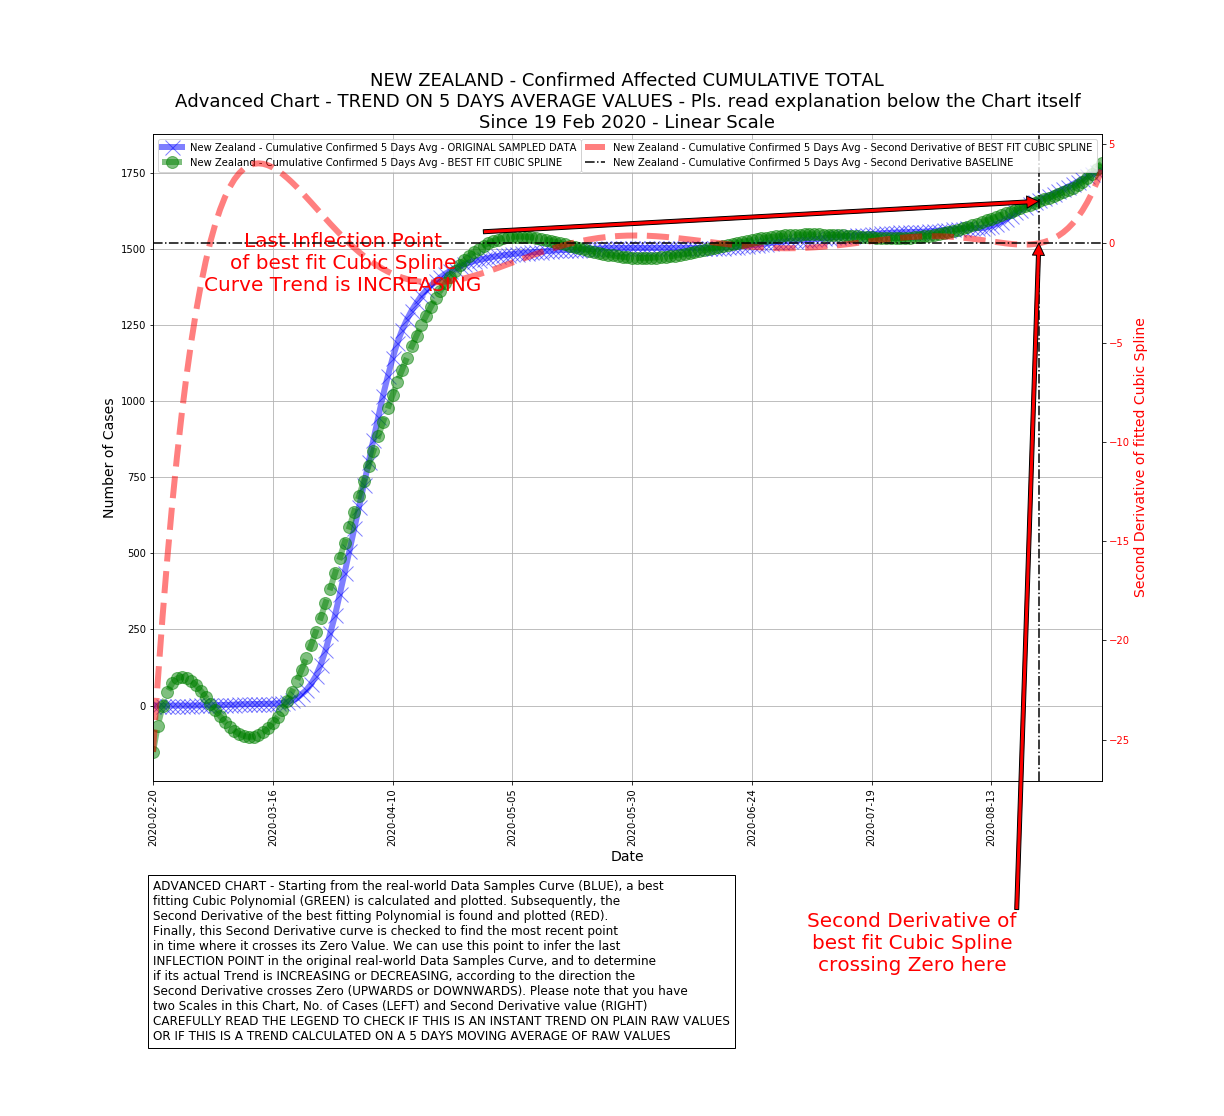 NEW ZEALAND - Confirmed Affected CUMULATIVE TOTAL
Advanced Chart - TREND ON 5 DAYS AVERAGE VALUES - Pls. read explanation below the Chart itself
Since 19 Feb 2020 - Linear Scale
New Zealand - Cumulative Confirmed 5 Days Avg - ORIGINAL SAMPLED DATA
New Zealand - Cumulative Confirmed 5 Days Avg - BEST FIT CUBIC SPLINE
New Zealand - Cumulative Confirmed 5 Days Avg - Second Derivative of BEST FIT CUBIC SPLINE
New Zealand - Cumulative Confirmed 5 Days Avg - Second Derivative BASELINE
Last Inflection Point
of best fit Cubic Spline
Curve Trend is INCREASING
Number of Cases
1750
1500
1250
1000
750
500
250
0
5
0
−5
−10
−15
−20
−25
Second Derivative of fitted Cubic Spline
2020-02-20
2020-03-16
2020-04-10
2020-05-05
2020-05-30
2020-06-24
2020-07-19
2020-08-13
Date
ADVANCED CHART - Starting from the real-world Data Samples Curve (BLUE), a best
fitting Cubic Polynomial (GREEN) is calculated and plotted. Subsequently, the
Second Derivative of the best fitting Polynomial is found and plotted (RED).
Finally, this Second Derivative curve is checked to find the most recent point
in time where it crosses its Zero Value. We can use this point to infer the last
INFLECTION POINT in the original real-world Data Samples Curve, and to determine
if its actual Trend is INCREASING or DECREASING, according to the direction the
Second Derivative crosses Zero (UPWARDS or DOWNWARDS). Please note that you have
two Scales in this Chart, No. of Cases (LEFT) and Second Derivative value (RIGHT)
CAREFULLY READ THE LEGEND TO CHECK IF THIS IS AN INSTANT TREND ON PLAIN RAW VALUES
OR IF THIS IS A TREND CALCULATED ON A 5 DAYS MOVING AVERAGE OF RAW VALUES
Second Derivative of
best fit Cubic Spline
crossing Zero here